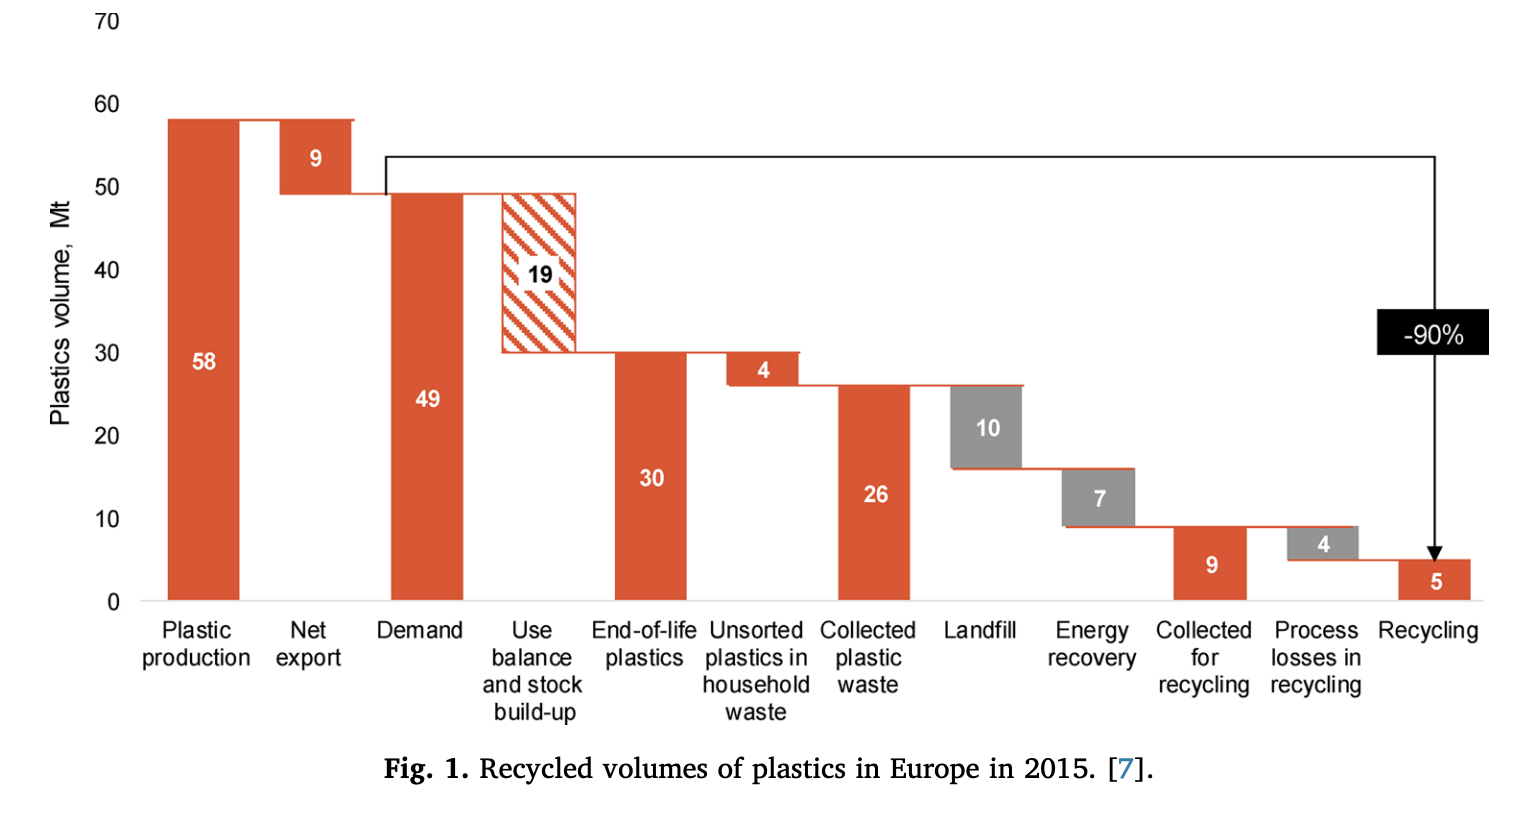 70
60
50
40
30
20
10
0
Plastics volume, Mt
58
9
49
19
30
4
26
10
7
9
4
5
-90%
Plastic
production
Net
export
Demand
Use
balance
and stock
build-up
End-of-life
plastics
Unsorted
plastics in
household
waste
Collected
plastic
waste
Landfill
Energy
recovery
Collected
for
recycling
Process
losses in
recycling
Recycling
Fig. 1. Recycled volumes of plastics in Europe in 2015. [7].